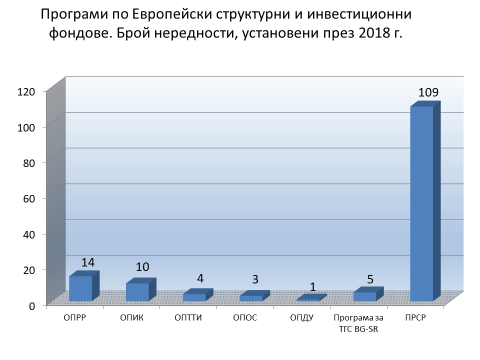 Програми по Европейски структурни и инвестиционни
фондове. Брой нередности, установени през 2018 г.
120
100
80
60
40
20
0
14
10
4
3
1
5
109
ОПРР
ОПИК
ОПТТИ
ОПОС
ОПДУ
Програма за
ТГС BG-SR
ПРСР